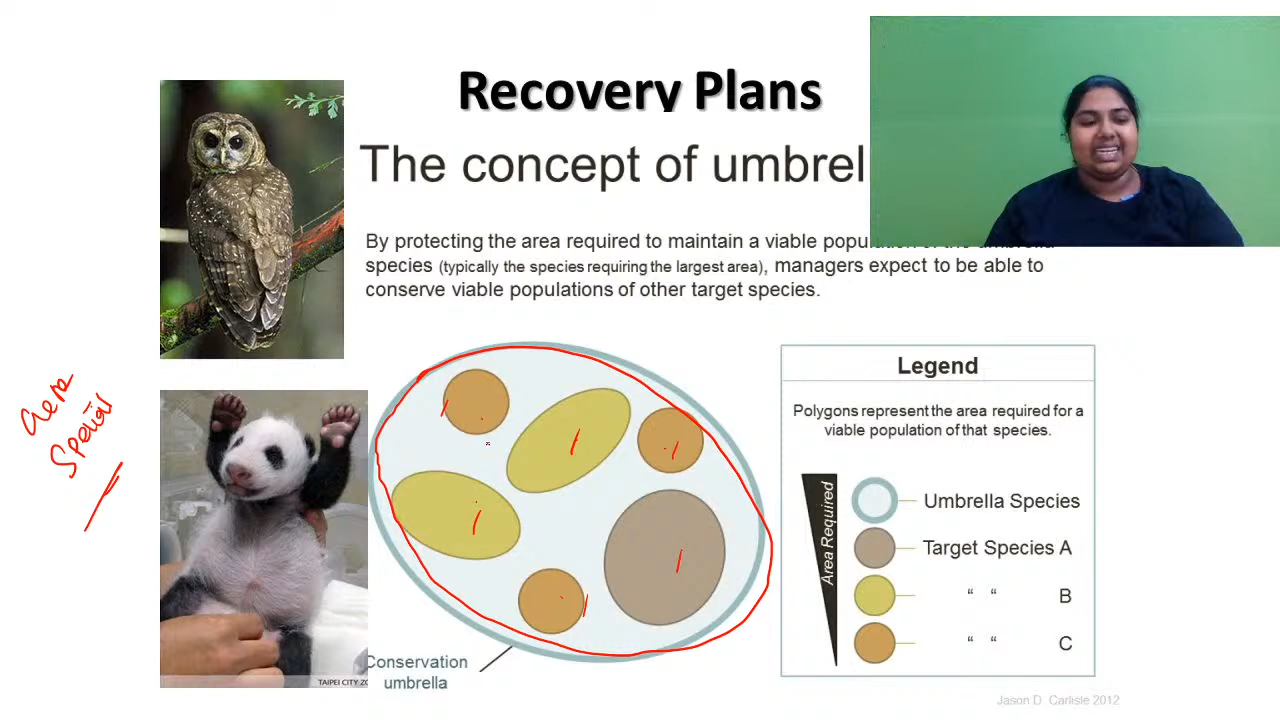 Recovery Plans
The concept of umbrel
By protecting the area required to maintain a viable population of the umbrella
species (typically the species requiring the largest area), managers expect to be able to
conserve viable populations of other target species.
Legend
Polygons represent the area required for a
viable population of that species.
Area Required
Umbrella Species
Target Species A
“ “ B
“ “ C
Conservation
umbrella
TAIPEI CITY ZO
Jason D. Carlisle 2012